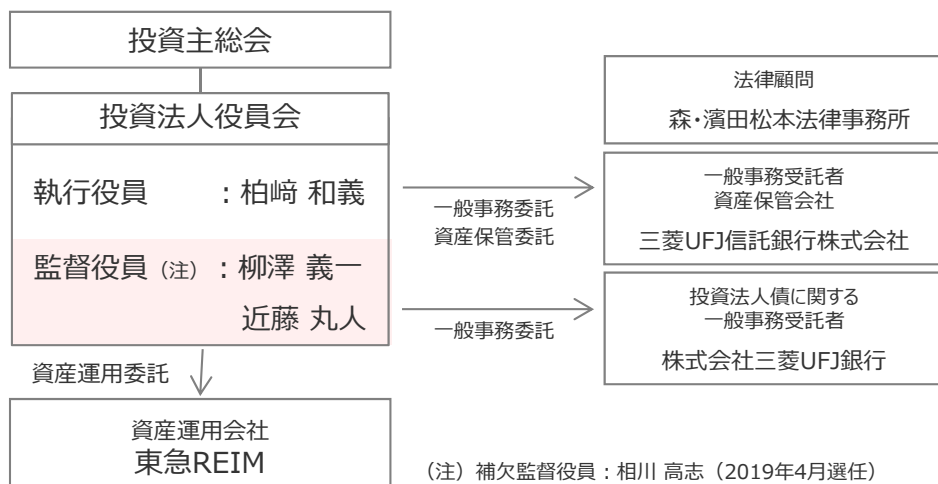 投資主総会
投資法人役員会
執行役員 ：柏﨑 和義
監督役員（注）：柳澤 義一
近藤 丸人
資産運用委託
資産運用会社
東急REIM
一般事務委託
資産保管委託
一般事務委託
法律顧問
森・濱田松本法律事務所
一般事務受託者
資産保管会社
三菱UFJ信託銀行株式会社
投資法人債に関する
一般事務受託者
株式会社三菱UFJ銀行
（注）補欠監督役員：相川 高志（2019年4月選任）